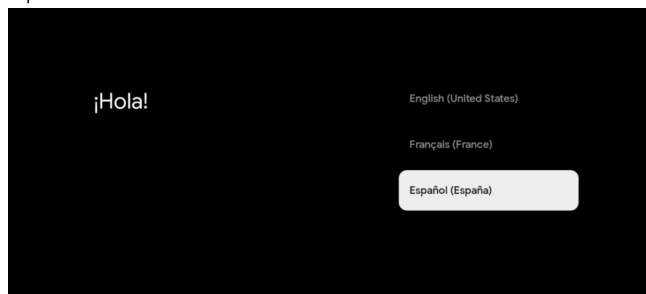 ¡Hola!
English (United States)
Français (France)
Español (España)